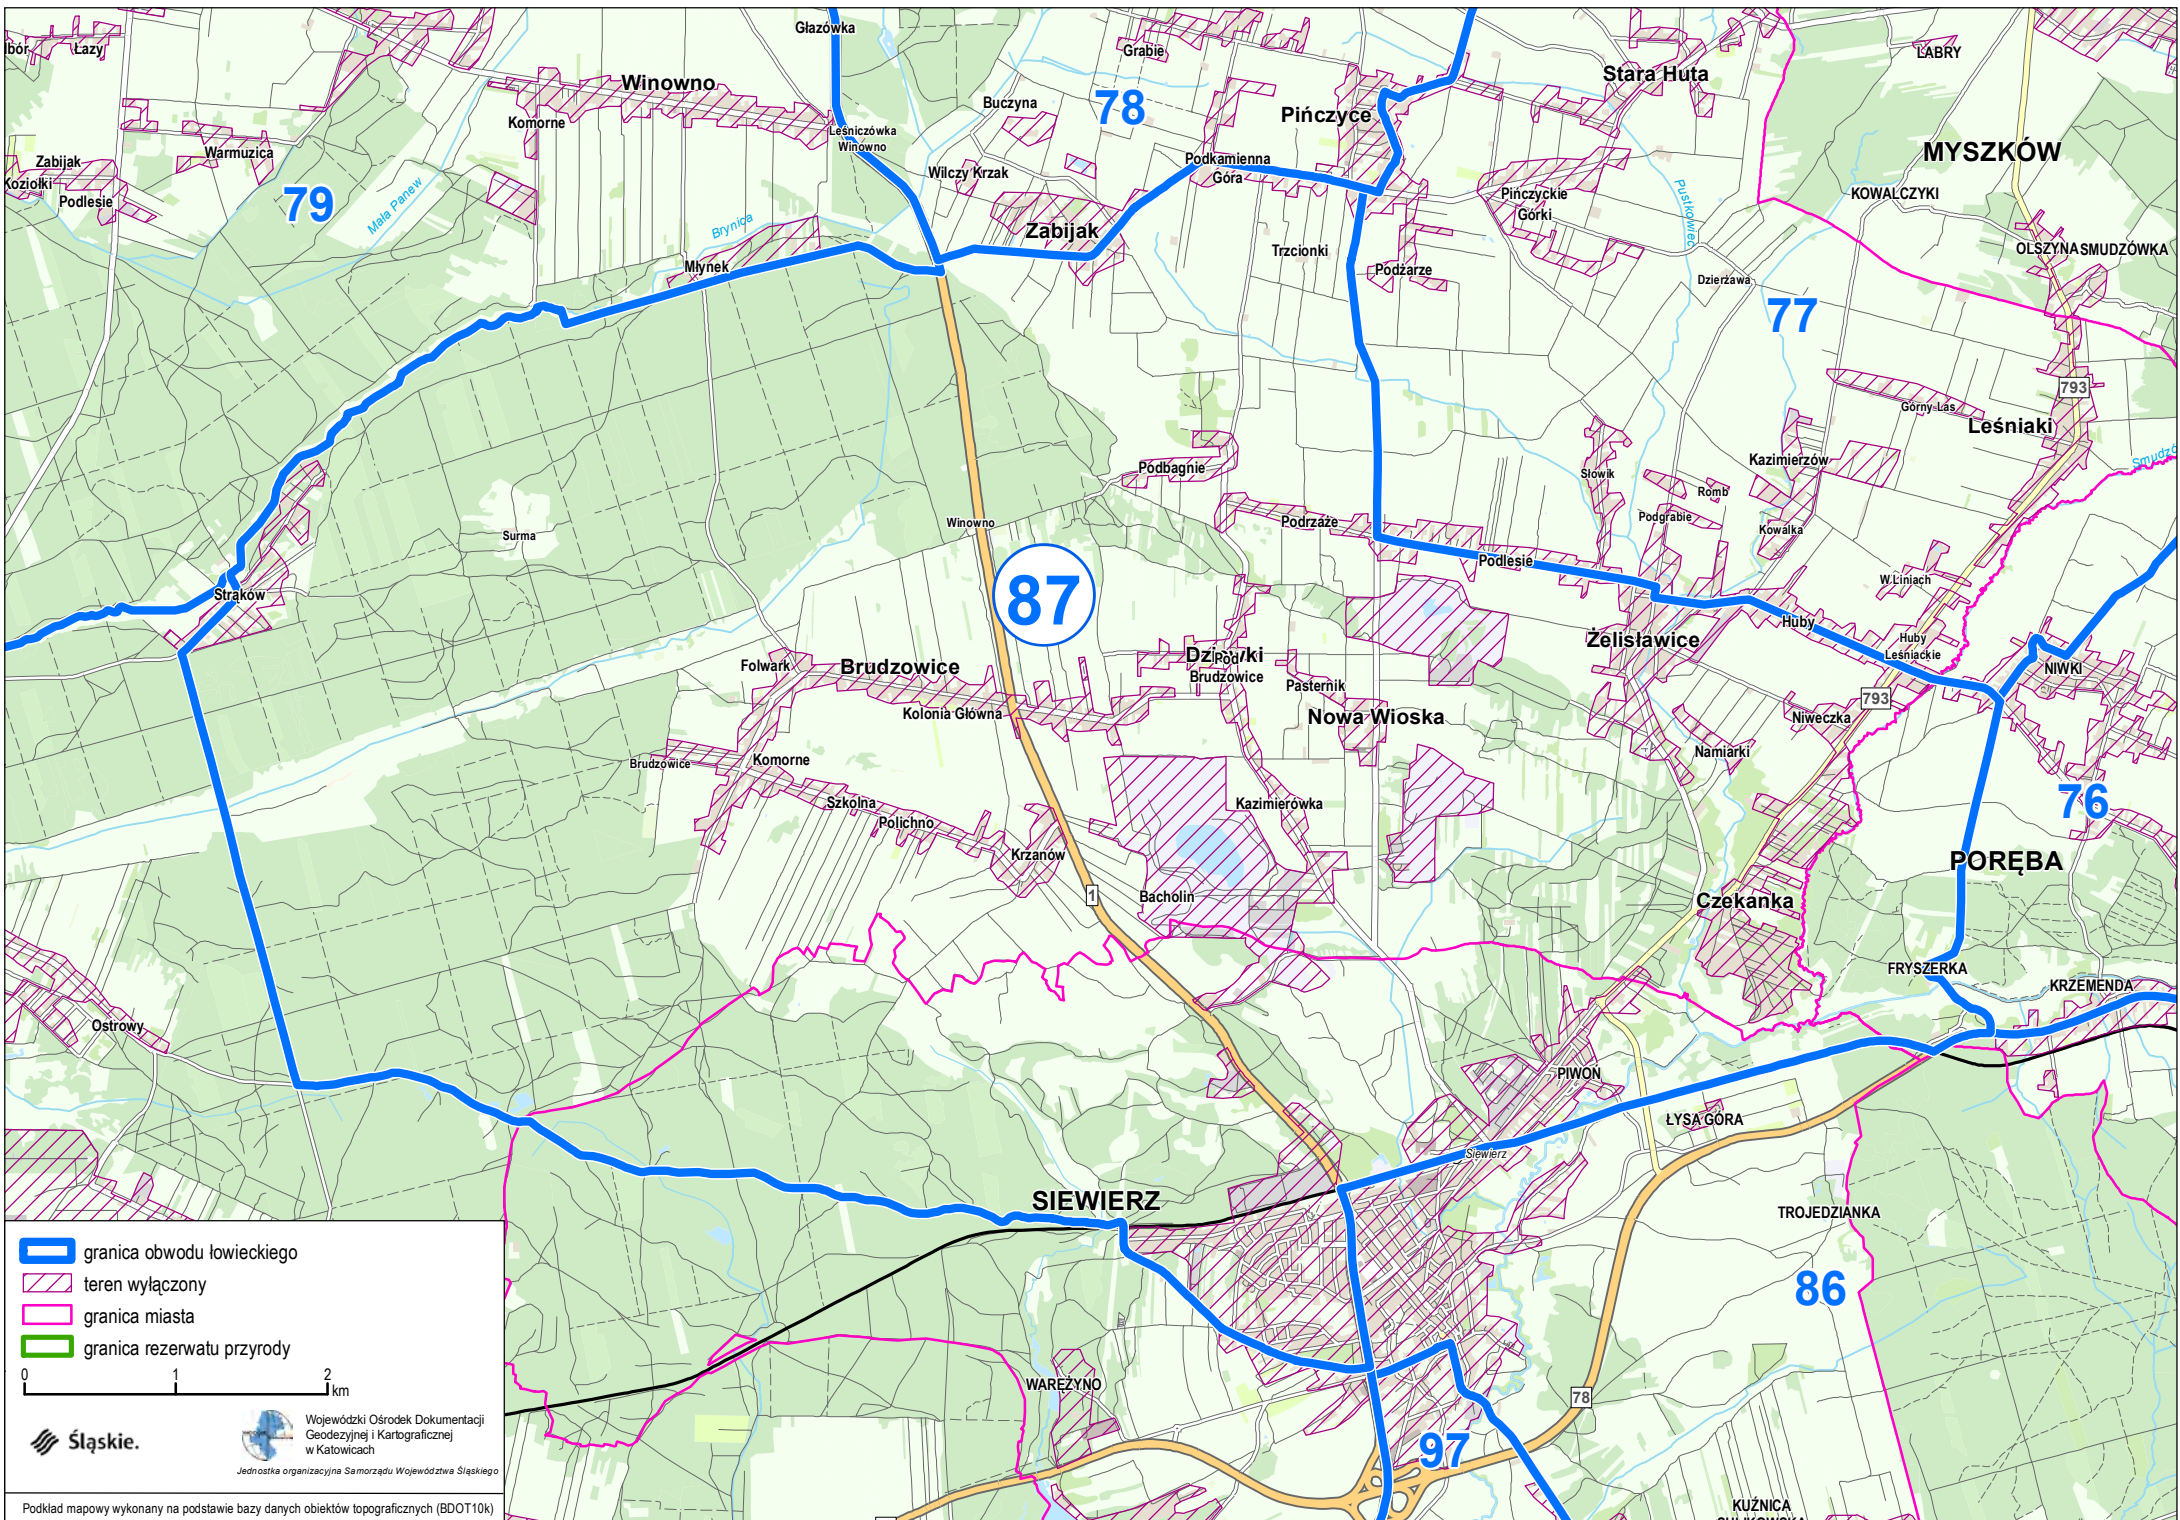 Głazówka
Łazy
Grabie
Winowno
Stara Huta
LABRY
Buczyna
78
Pińczyce
Komorne
Leśniczówka
Winowno
MYSZKÓW
Warmuzica
Zabijak
Koziołki
Podlesie
79
Mała Panew
Wilczy Krzak
Podkamienna
Góra
Pińczyckie
Górki
Pustkowiec
KOWALCZYKI
Brynica
Zabijak
Trzcionki
Podżarze
OLSZYNA
SMUDZÓWKA
Młynek
Dzierżawa
77
793
Górny Las
Leśniaki
Podbagnie
Słowik
Kazimierzów
Romb
Podgrabie
Kowalka
Surma
Winowno
Podrzaże
Podlesie
87
W Liniach
Strąków
Huby
Żelisławice
Huby
Leśniackie
NIWKI
Folwark
Brudzowice
Dziewki
Pod
Brudzowice
Pasternik
793
Kolonia Główna
Nowa Wioska
Niweczka
Namiarki
Brudzowice
Komorne
Szkolna
Polichno
Kazimierówka
76
Krzanów
PORĘBA
1
Bacholin
Czekanka
FRYSZERKA
KRZEMENDA
Ostrowy
PIWOŃ
ŁYSA GÓRA
Siewierz
SIEWIERZ
TROJEDZIANKA
86
WARĘŻYNO
78
97
KUŹNICA
granica obwodu łowieckiego
teren wyłączony
granica miasta
granica rezerwatu przyrody
0 1 2
km
Śląskie.
Wojewódzki Ośrodek Dokumentacji
Geodezyjnej i Kartograficznej
w Katowicach
Jednostka organizacyjna Samorządu Województwa Śląskiego
Podkład mapowy wykonany na podstawie bazy danych obiektów topograficznych (BDOT10k)